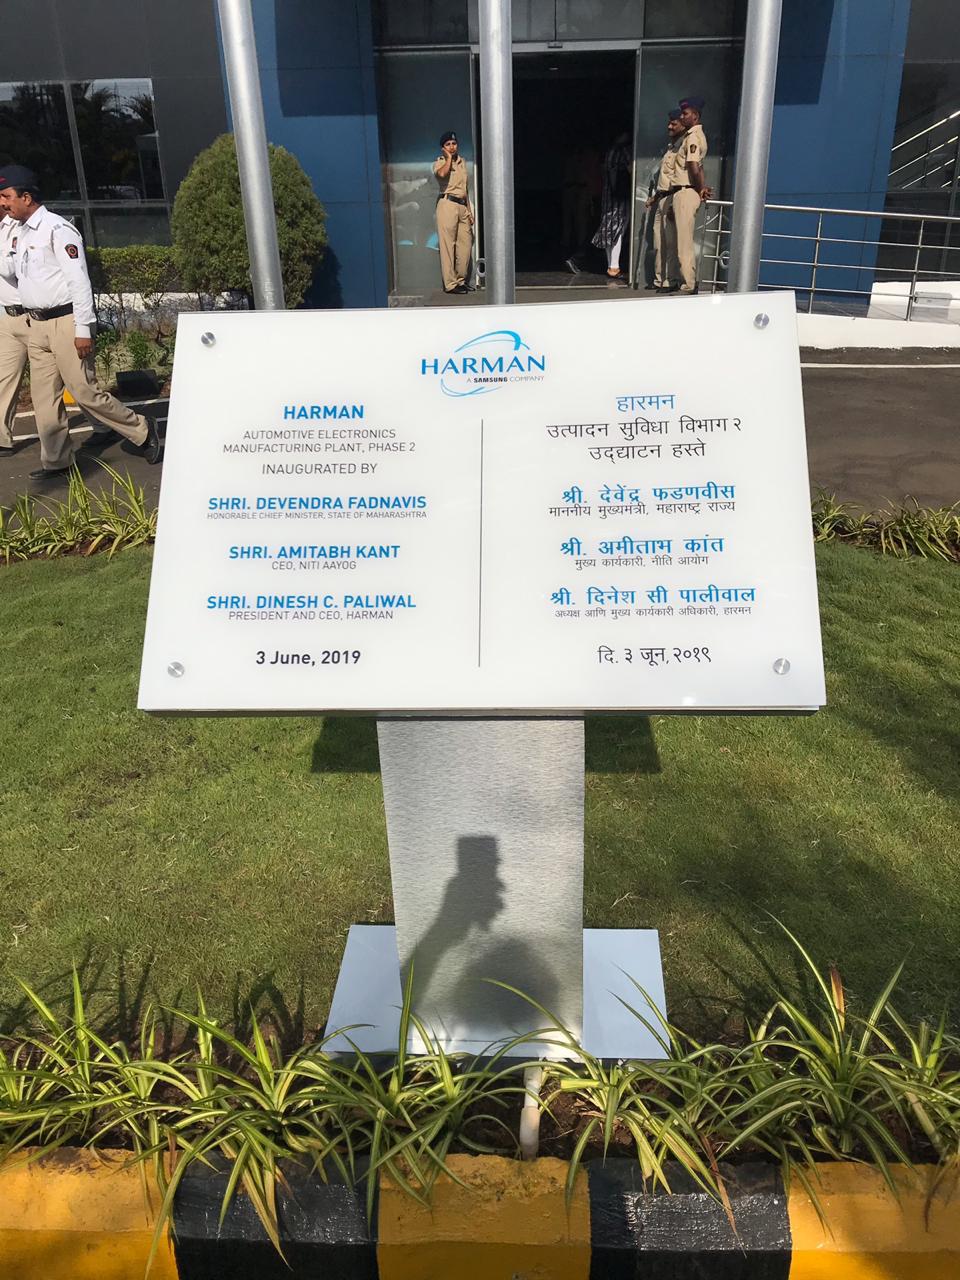 HARMAN
A SAMSUNG COMPANY
HARMAN
AUTOMOTIVE ELECTRONICS
MANUFACTURING PLANT, PHASE 2
INAUGURATED BY
SHRI. DEVENDRA FADNAVIS
HONORABLE CHIEF MINISTER, STATE OF MAHARASHTRA
SHRI. AMITABH KANT
CEO, NITI AAYOG
SHRI. DINESH C. PALIWAL
PRESIDENT AND CEO, HARMAN
3 June, 2019
हारमन
उत्पादन सुविधा विभाग २
उद्घाटन हस्ते
श्री. देवेंद्र फडणवीस
माननीय मुख्यमंत्री, महाराष्ट्र राज्य
श्री. अमीताभ कांत
मुख्य कार्यकारी, नीति आयोग
श्री. दिनेश सी पालीवाल
अध्यक्ष आणि मुख्य कार्यकारी अधिकारी, हारमन
दि. ३ जून, २०१९